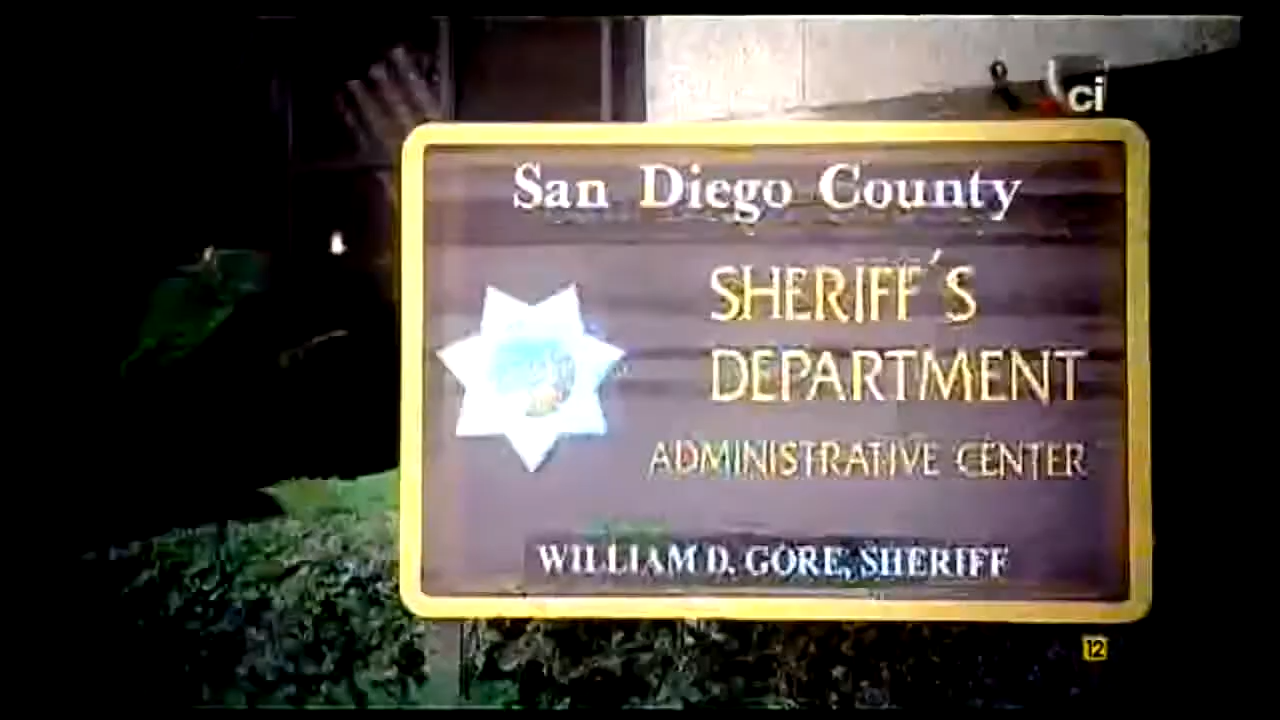 ci
San Diego County
SHERIFF'S
DEPARTMENT
ADMINISTRATIVE CENTER
WILLIAM D. GORE, SHERIFF
12